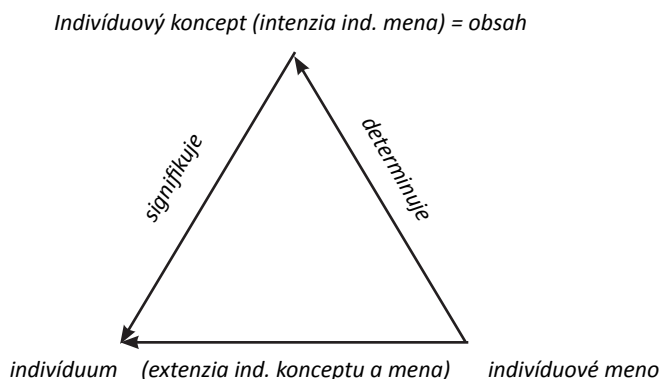 Indivíduový koncept (intenzia ind. mena) = obsah
signifikuje
determinuje
indivíduum (extenzia ind. konceptu a mena) indivíduové meno